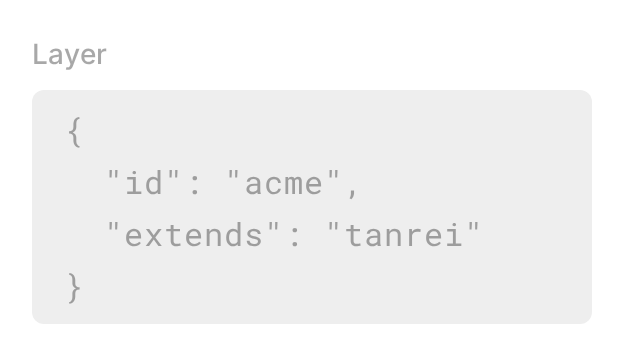 Layer
{
  "id": "acme",
  "extends": "tanrei"
}